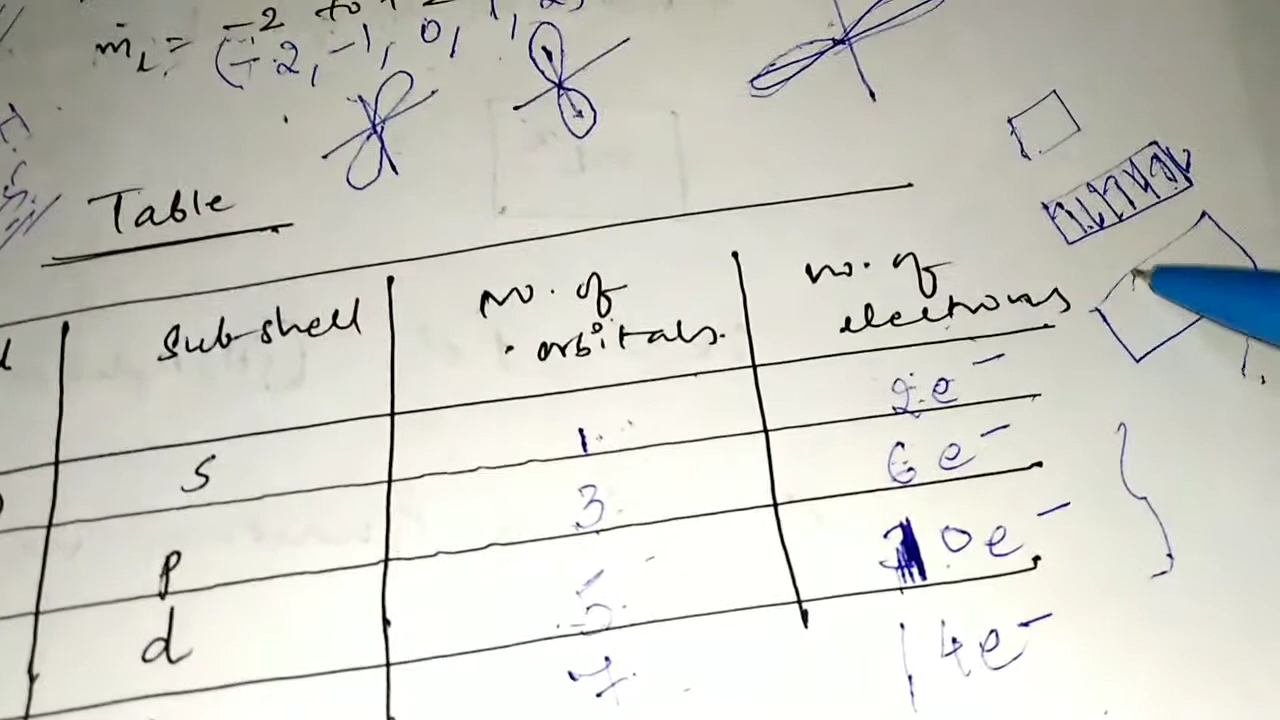 -2 to +2
mL = (-2, -1, 0, 1, 2)
Table
Sub-shell no. of orbitals. no. of electrons
s 1 2e⁻
p 3 6e⁻
d 5 10e⁻
7 14e⁻